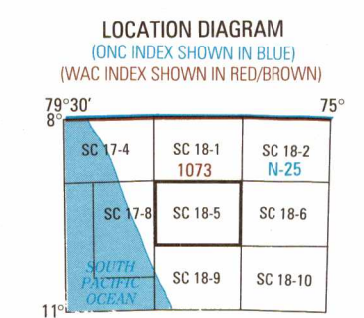 LOCATION DIAGRAM
(ONC INDEX SHOWN IN BLUE)
(WAC INDEX SHOWN IN RED/BROWN)
79°30' 75°
8°
SC 17-4 SC 18-1 SC 18-2
1073 N-25
SC 17-8 SC 18-5 SC 18-6
SOUTH
PACIFIC SC 18-9 SC 18-10
OCEAN
11°